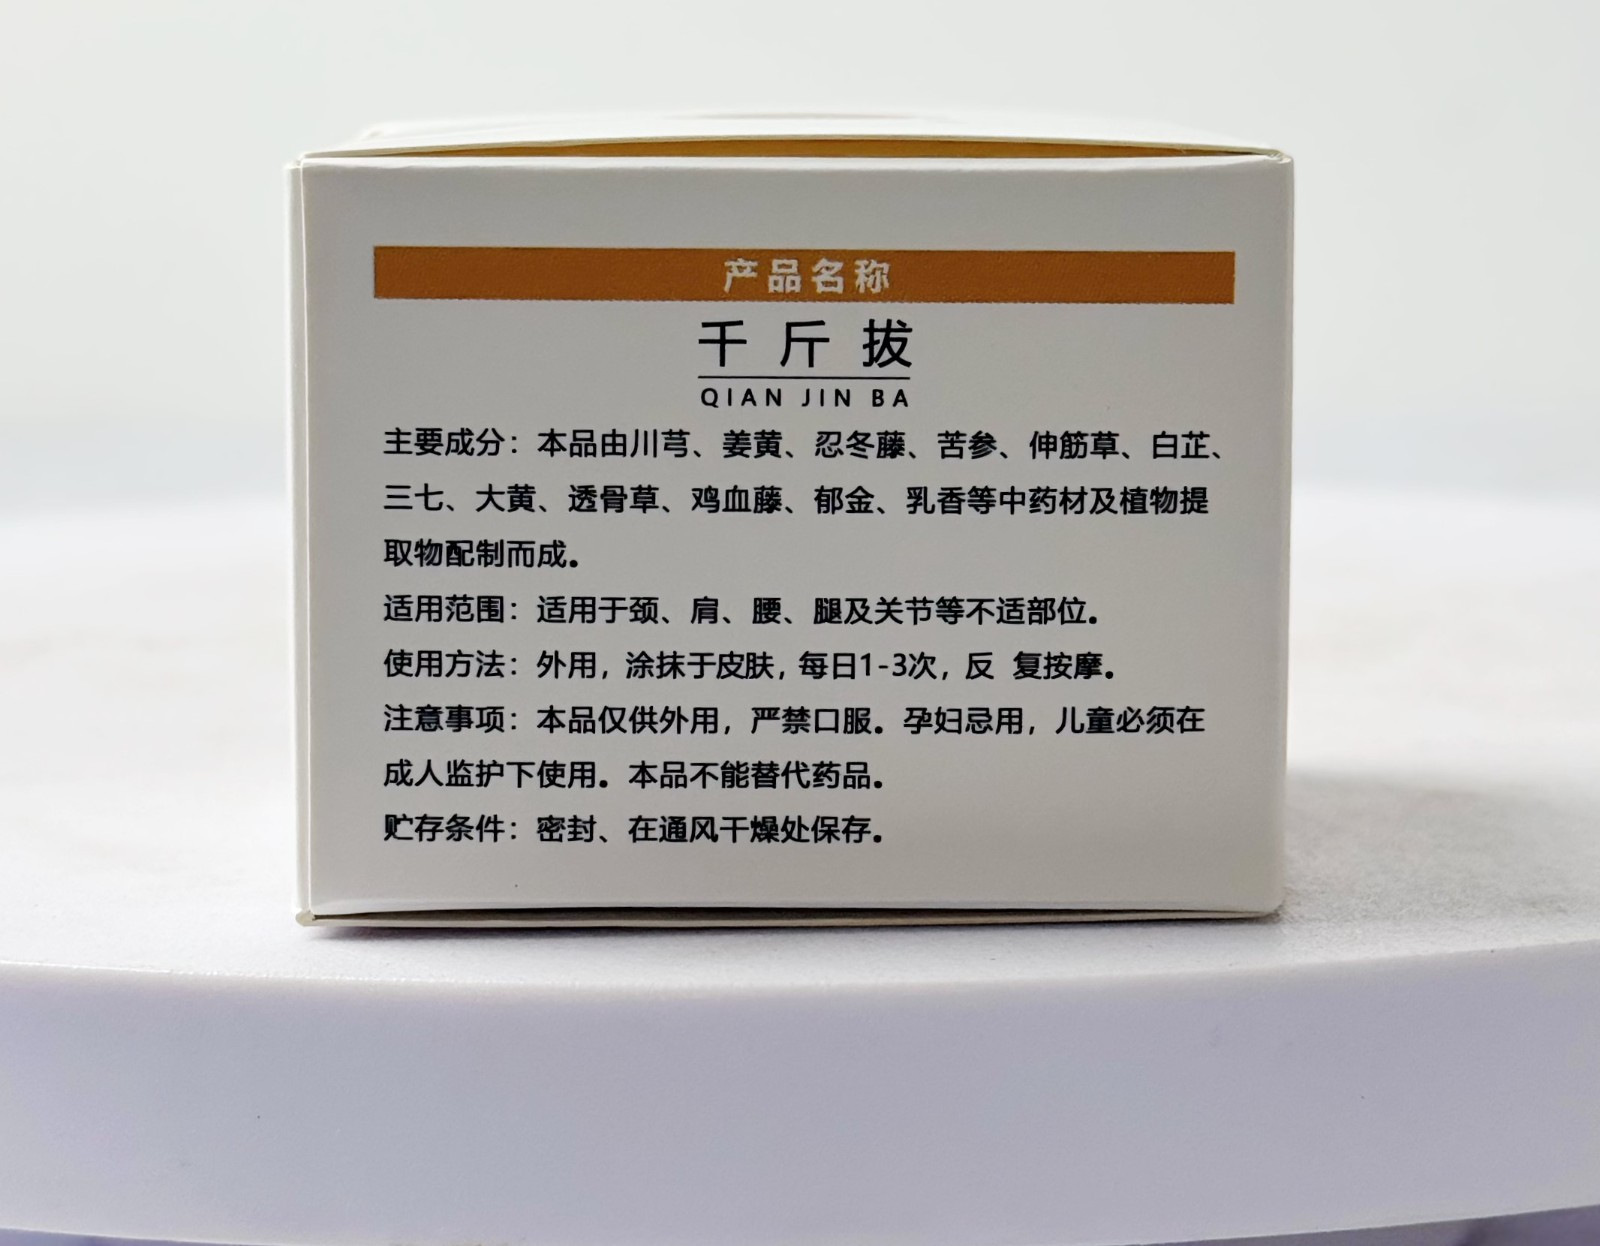 产品名称
千斤拔
QIAN JIN BA
主要成分：本品由川芎、姜黄、忍冬藤、苦参、伸筋草、白芷、
三七、大黄、透骨草、鸡血藤、郁金、乳香等中药材及植物提
取物配制而成。
适用范围：适用于颈、肩、腰、腿及关节等不适部位。
使用方法：外用，涂抹于皮肤，每日1-3次，反 复按摩。
注意事项：本品仅供外用，严禁口服。孕妇忌用，儿童必须在
成人监护下使用。本品不能替代药品。
贮存条件：密封、在通风干燥处保存。